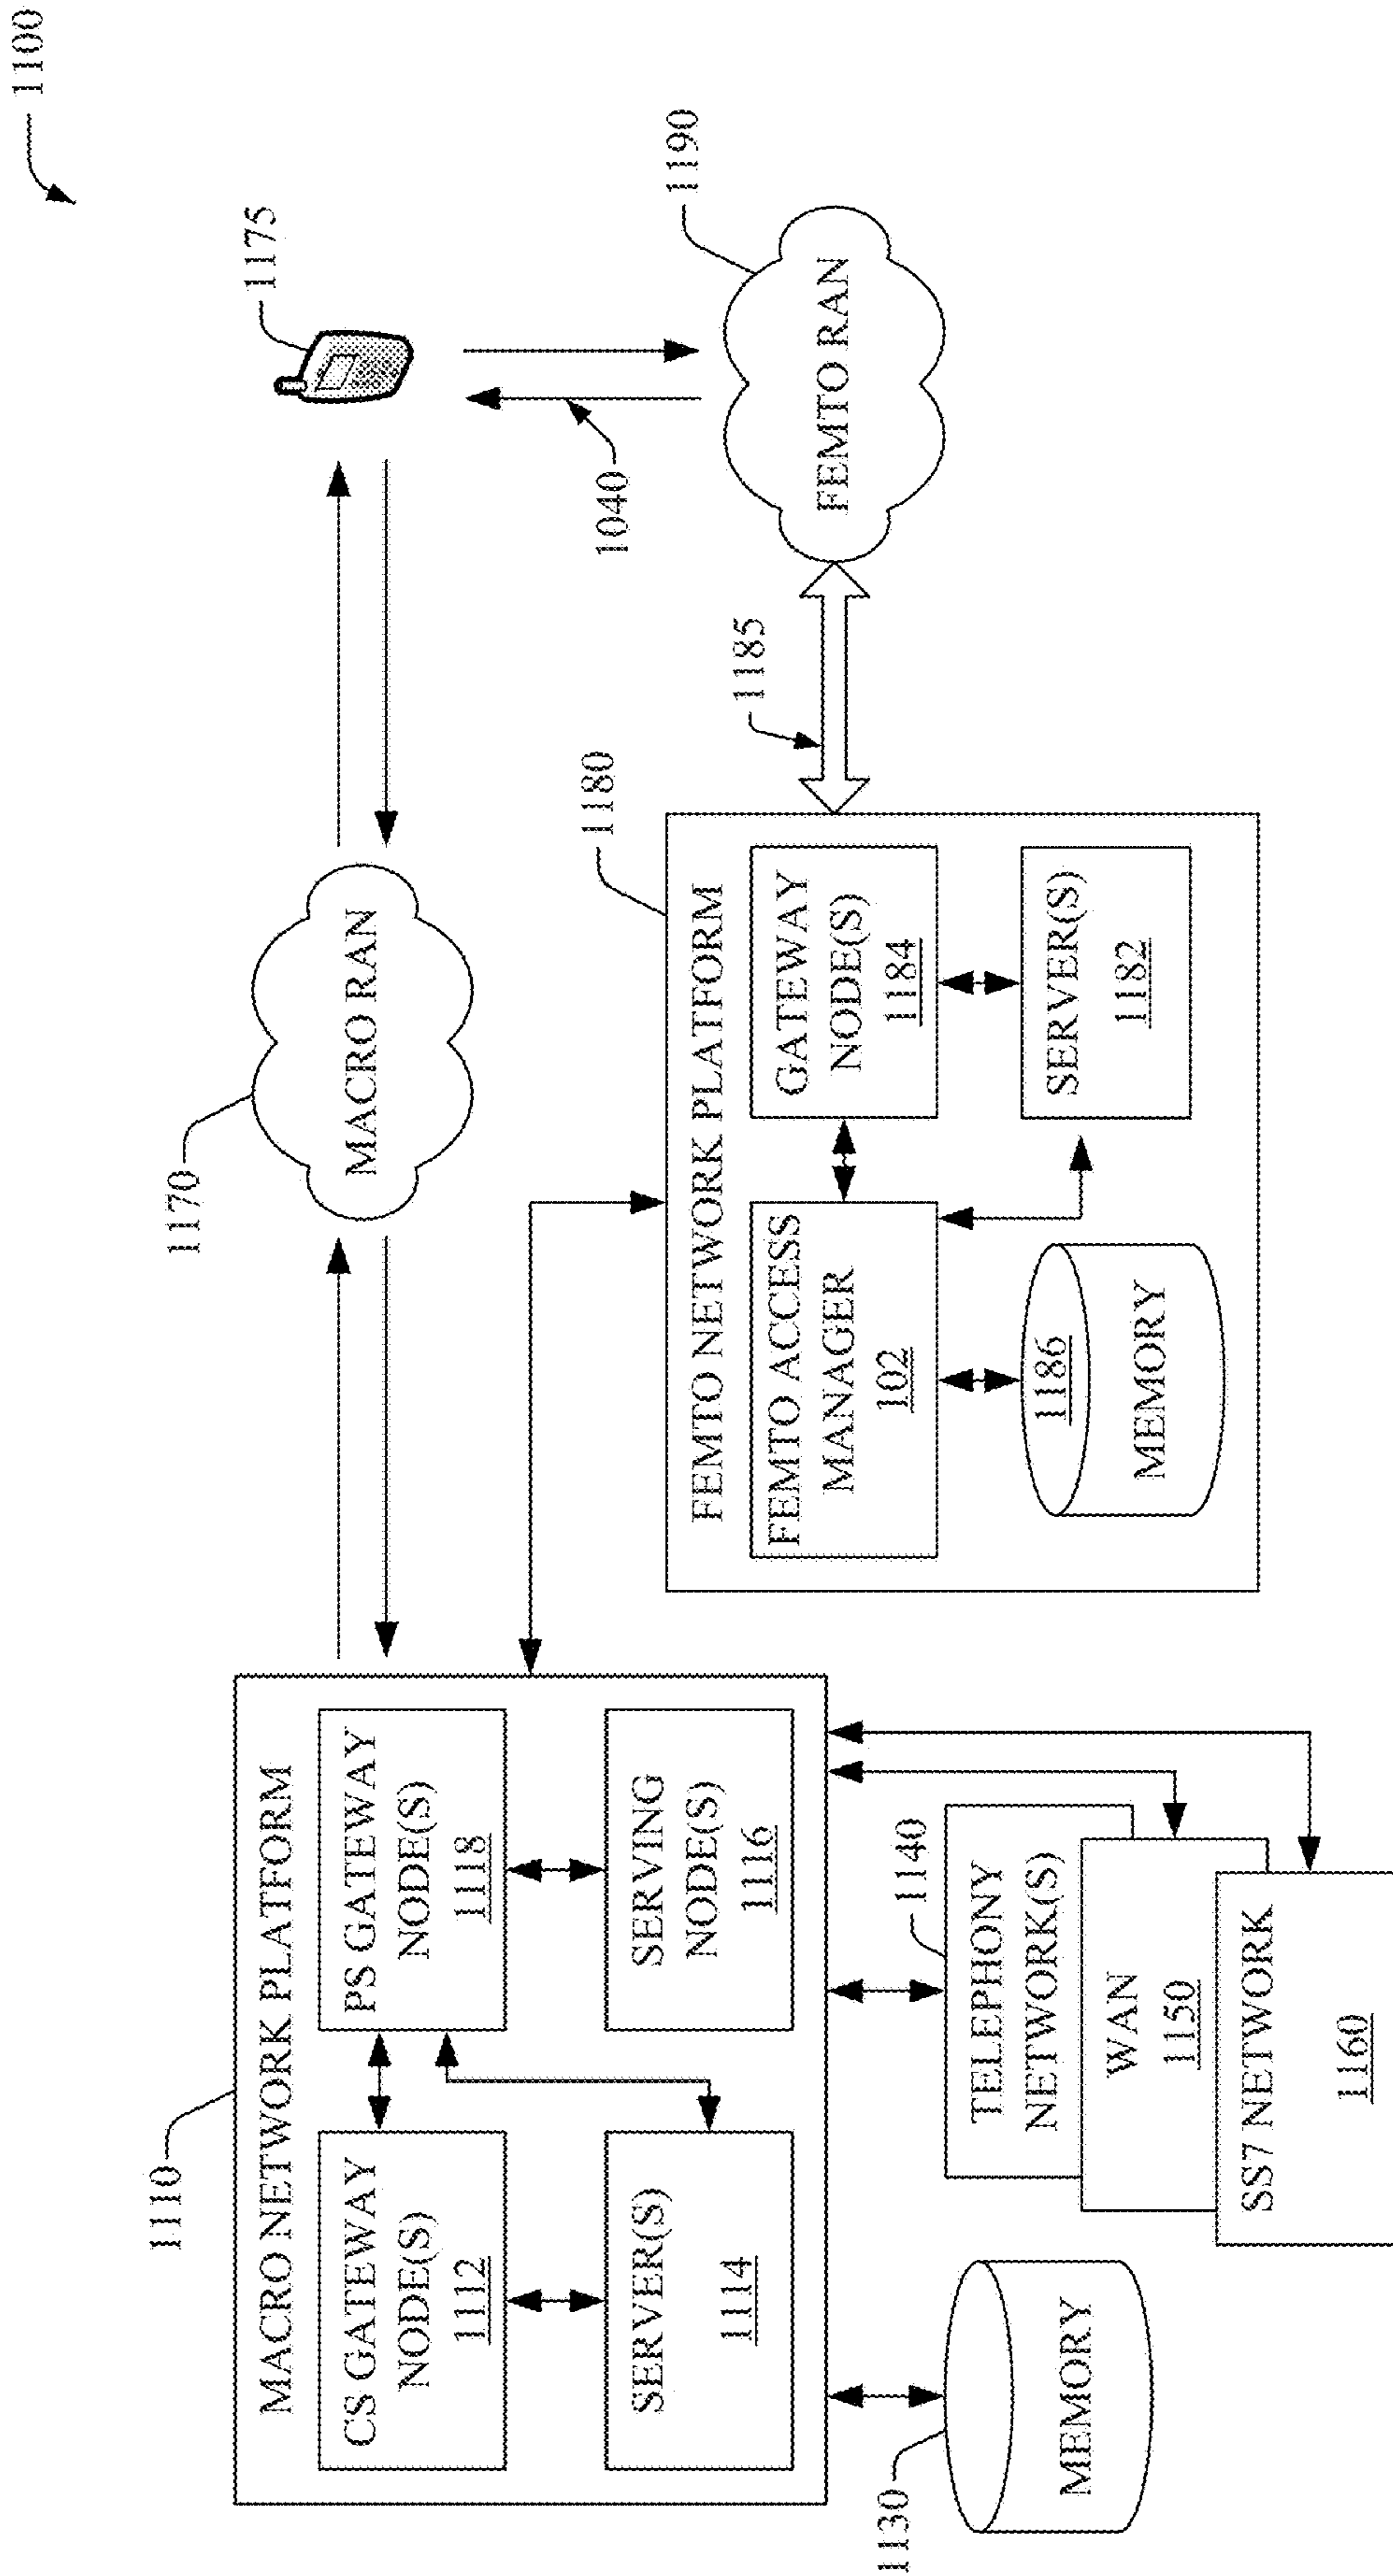 1100
1175
1170
MACRO RAN
1040
1190
FEMTO RAN
1185
1110
MACRO NETWORK PLATFORM
CS GATEWAY
NODE(S)
1112
PS GATEWAY
NODE(S)
1118
SERVER(S)
1114
SERVING
NODE(S)
1116
1180
FEMTO NETWORK PLATFORM
FEMTO ACCESS
MANAGER
102
GATEWAY
NODE(S)
1184
1186
MEMORY
SERVER(S)
1182
1130
MEMORY
1140
TELEPHONY
NETWORK(S)
WAN
1150
SS7 NETWORK
1160